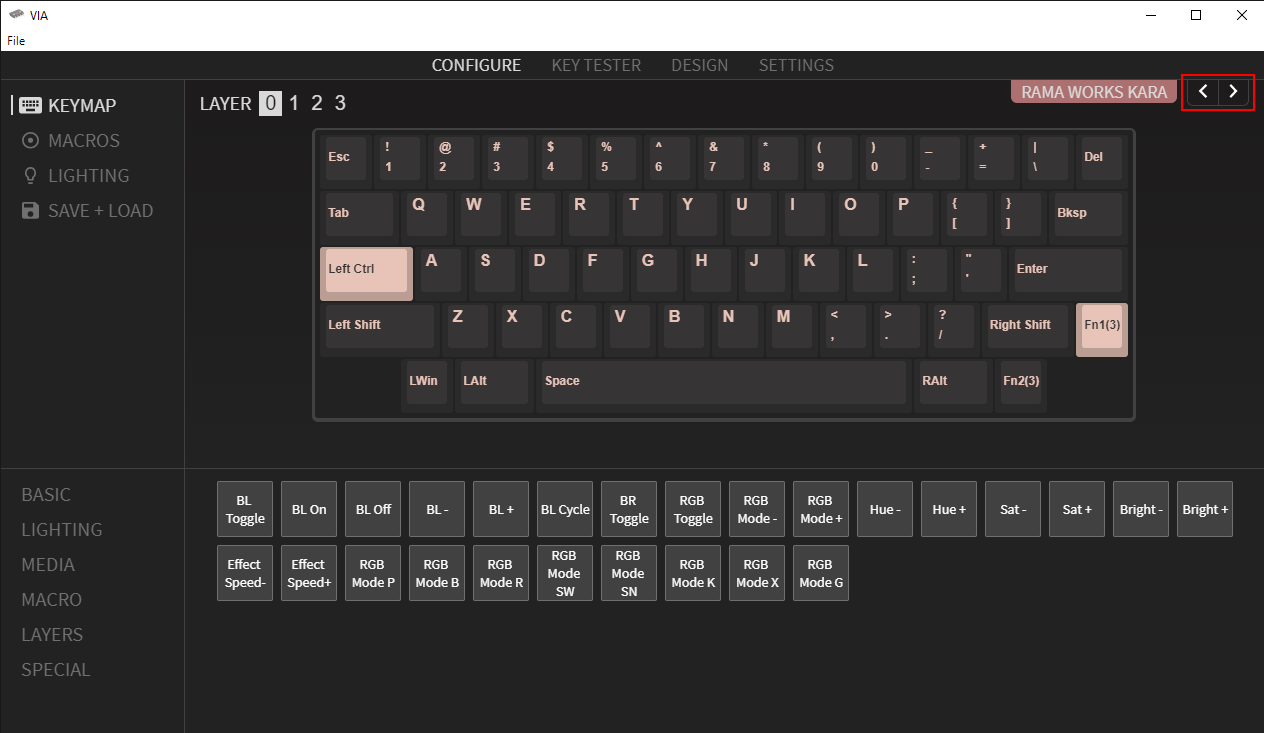 VIA
File
CONFIGURE KEY TESTER DESIGN SETTINGS
KEYMAP
MACROS
LIGHTING
SAVE + LOAD
LAYER 0 1 2 3
RAMA WORKS KARA
Esc ! @ # $ % ^ & * ( ) _ + | Del
1 2 3 4 5 6 7 8 9 0 - = \
Tab Q W E R T Y U I O P { } Bksp
[ ]
Left Ctrl A S D F G H J K L : " Enter
; '
Left Shift Z X C V B N M < > ? Right Shift Fn1(3)
, . /
LWin LAlt Space RAlt Fn2(3)
BASIC
LIGHTING
MEDIA
MACRO
LAYERS
SPECIAL
BL Toggle BL On BL Off BL - BL + BL Cycle BR Toggle RGB Toggle RGB Mode - RGB Mode + Hue - Hue + Sat - Sat + Bright - Bright +
Effect Speed- Effect Speed+ RGB Mode P RGB Mode B RGB Mode R RGB Mode SW RGB Mode SN RGB Mode K RGB Mode X RGB Mode G